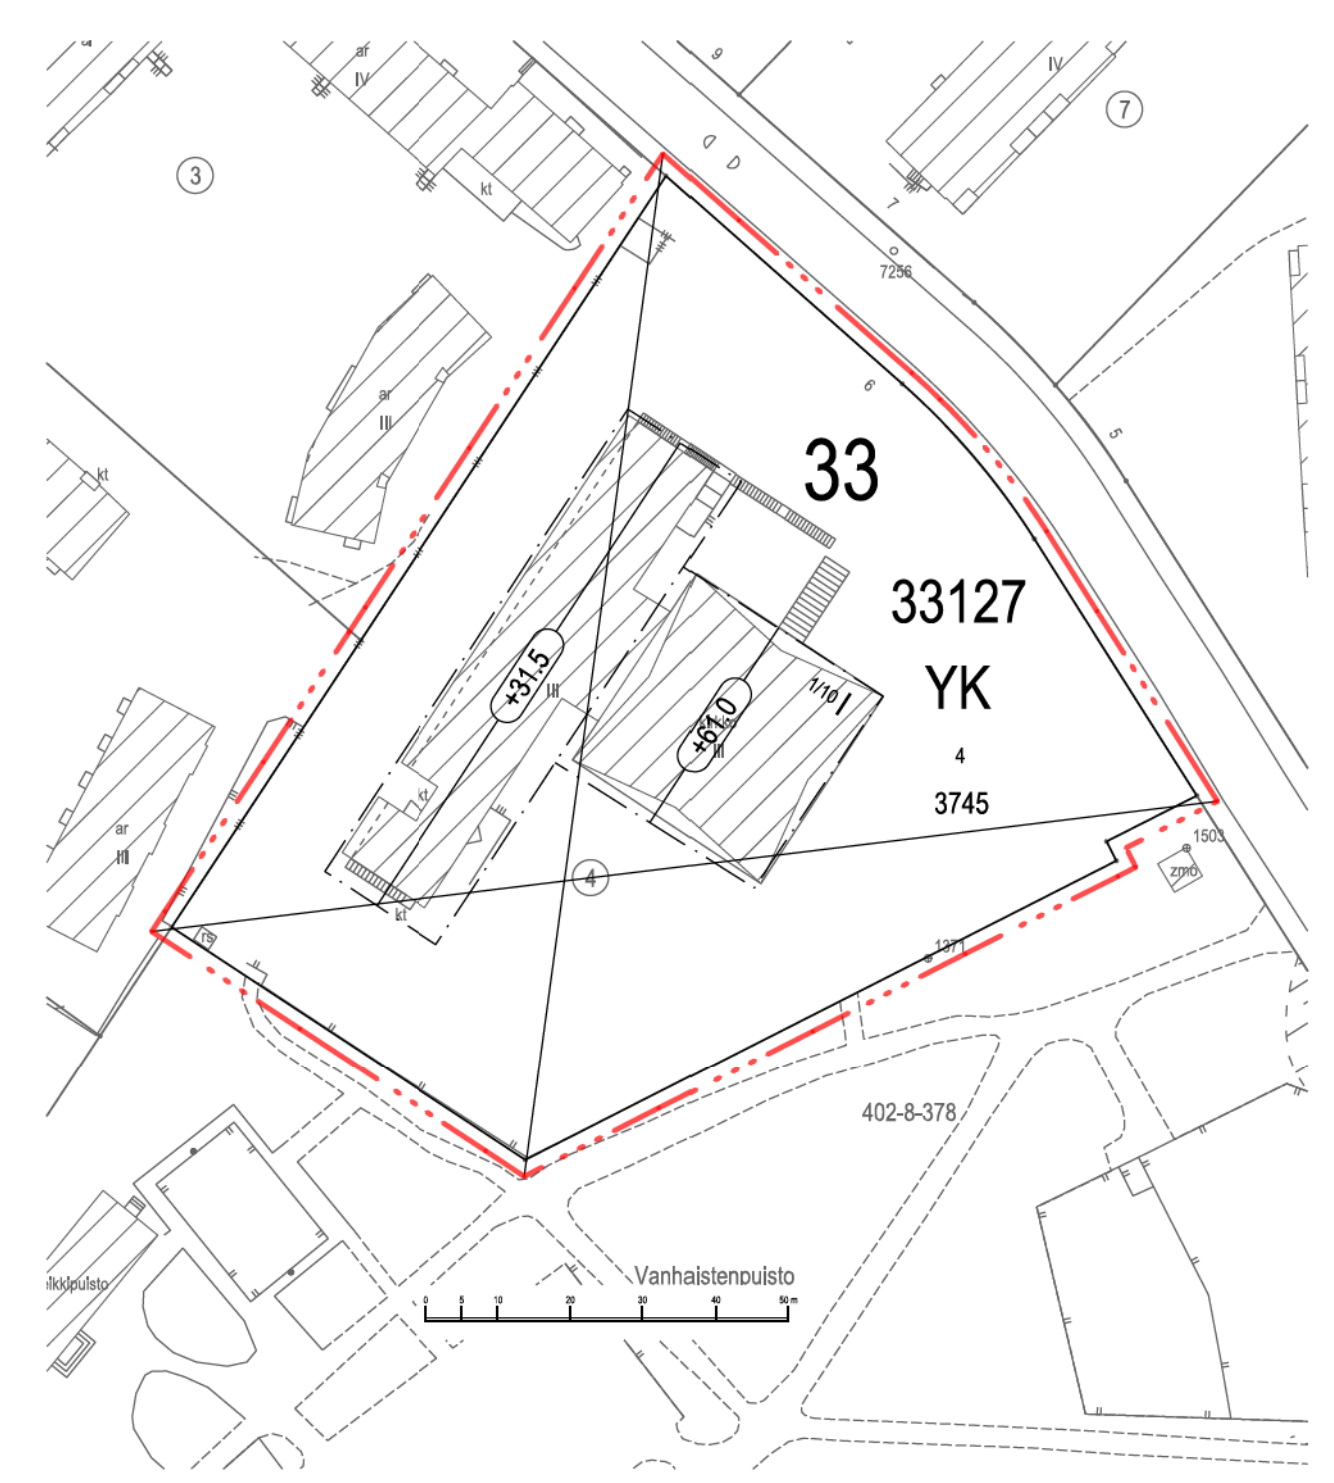 ar
IV
IV
9
7
3
kt
7
7256
ar
III
6
33
5
kt
33127
+31.5
III
1/10 I
YK
+61.0
III
4
kt
3745
ar
III
1503
zmö
4
kt
rs
1371
402-8-378
Vanhaistenpuisto
0 5 10 20 30 40 50 m